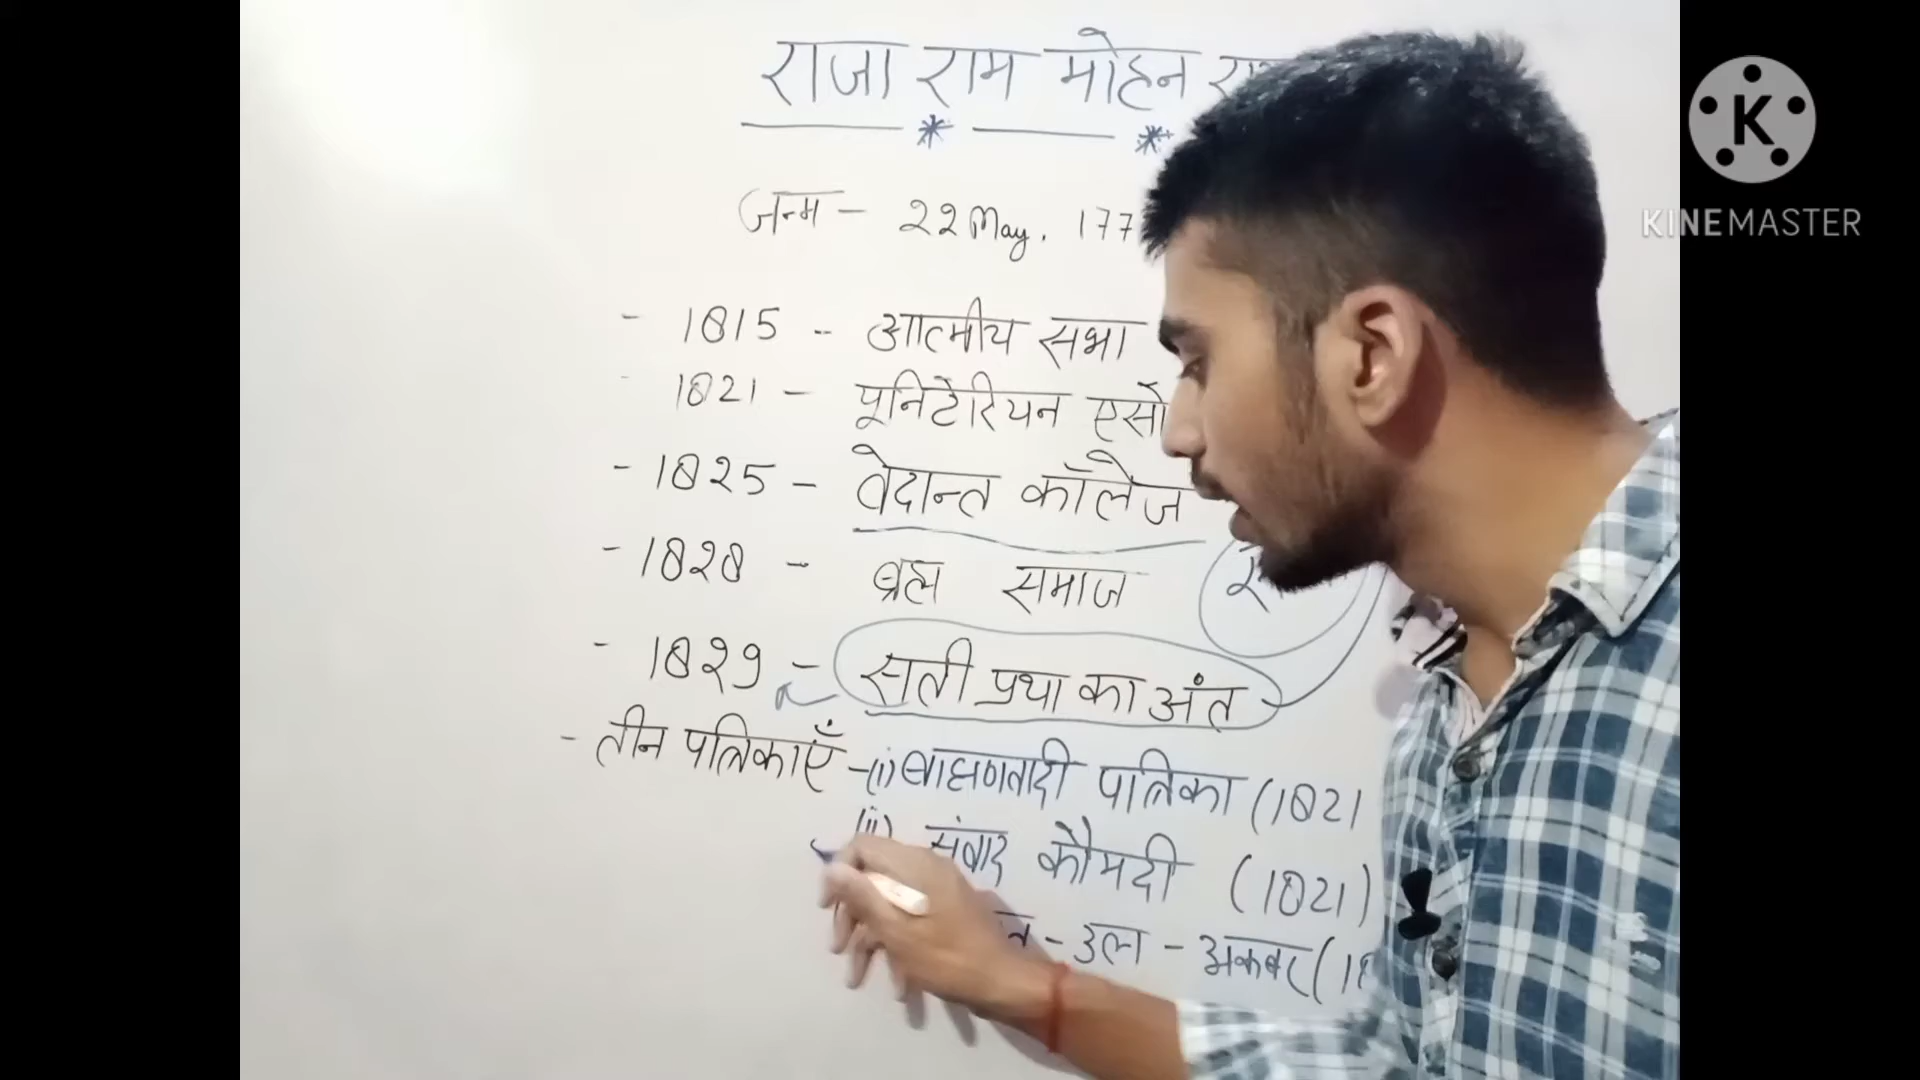 राजा राम मोहन
जन्म - 22 May. 177
- 1815 - आत्मीय सभा
- 1821 - यूनिटेरियन एसो
- 1825 - वेदान्त कॉलेज
- 1828 - ब्रह्म समाज
- 1829 - सती प्रथा का अंत
- तीन पत्रिकाएँ - (i) ब्राह्मणवादी पत्रिका (1821
(ii) संवाद कौमदी (1821)
- उल - अकबर (18
K
KINEMASTER